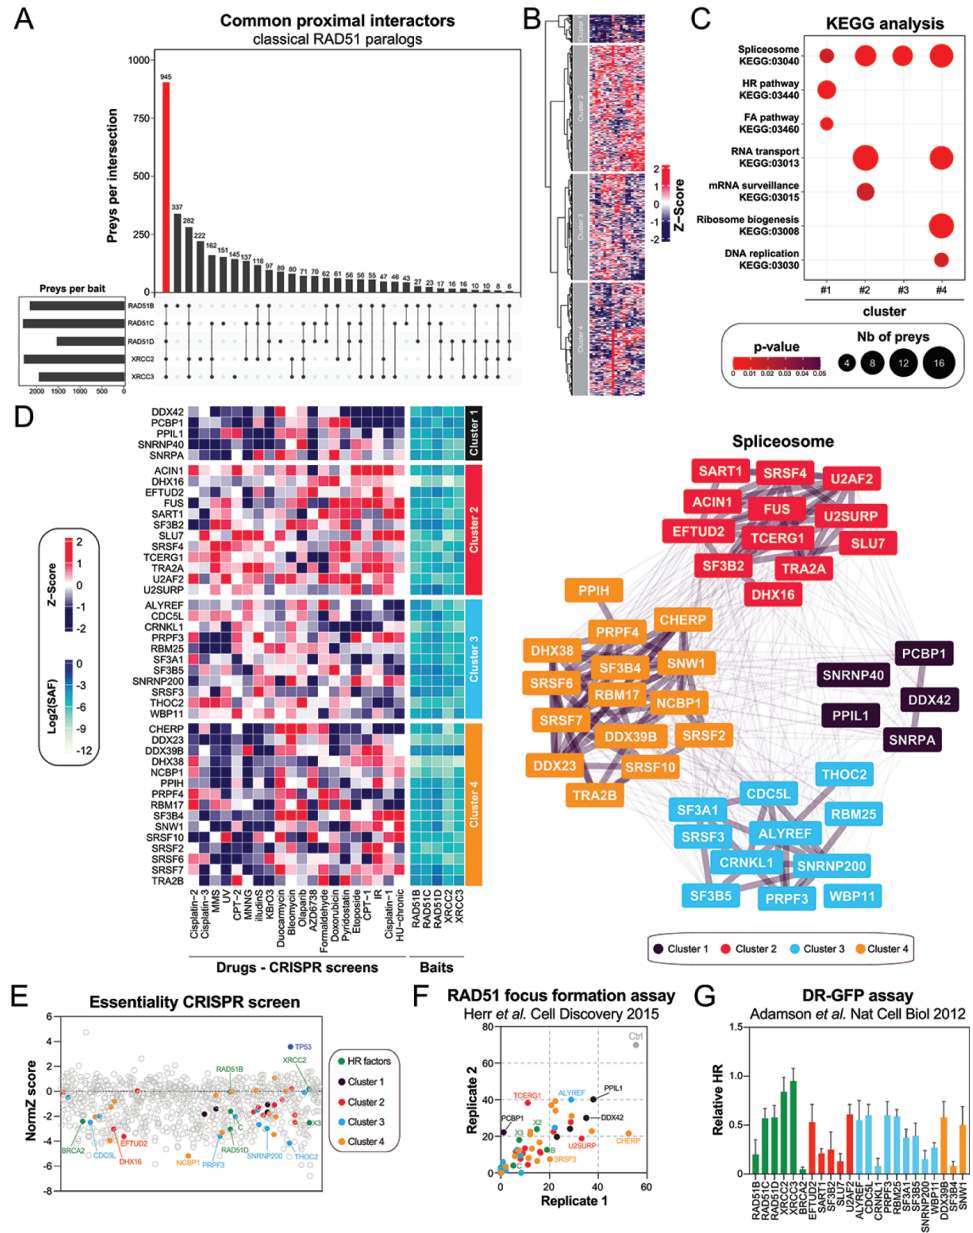 A
Common proximal interactors
classical RAD51 paralogs
Preys per intersection
1000
750
500
250
0
945
337
282
222
162
151
145
137
118
97
89
80
71
70
62
61
56
56
55
47
46
43
27
23
17
16
10
10
8
6
Preys per bait
RAD51B
RAD51C
RAD51D
XRCC2
XRCC3
2000
1500
1000
500
0
B
Cluster 1
Cluster 2
Cluster 3
Cluster 4
Z-Score
2
1
0
-1
-2
C
KEGG analysis
Spliceosome
KEGG:03040
HR pathway
KEGG:03440
FA pathway
KEGG:03460
RNA transport
KEGG:03013
mRNA surveillance
KEGG:03015
Ribosome biogenesis
KEGG:03008
DNA replication
KEGG:03030
#1 #2 #3 #4
cluster
p-value
0 0.01 0.02 0.03 0.04 0.05
Nb of preys
4 8 12 16
D
Z-Score
2
1
0
-1
-2
Log2(SAF)
0
-3
-6
-9
-12
DDX42
PCBP1
PPIL1
SNRNP40
SNRPA
Cluster 1
ACIN1
DHX16
EFTUD2
FUS
SART1
SF3B2
SLU7
SRSF4
TCERG1
TRA2A
U2AF2
U2SURP
Cluster 2
ALYREF
CDC5L
CRNKL1
PRPF3
RBM25
SF3A1
SF3B5
SNRNP200
SRSF3
THOC2
WBP11
Cluster 3
CHERP
DDX23
DDX39B
DHX38
NCBP1
PPIH
PRPF4
RBM17
SF3B4
SNW1
SRSF10
SRSF2
SRSF6
SRSF7
TRA2B
Cluster 4
Cisplatin-2
Cisplatin-3
MMS
UV
CPT-2
MNNG
illudinS
KBrO3
Duocarmycin
Bleomycin
Olaparib
AZD6738
Formaldehyde
Doxorubicin
Pyridostatin
Etoposide
CPT-1
IR
Cisplatin-1
HU-chronic
RAD51B
RAD51C
RAD51D
XRCC2
XRCC3
Drugs - CRISPR screens
Baits
Spliceosome
SART1
SRSF4
U2AF2
ACIN1
FUS
U2SURP
EFTUD2
TCERG1
SLU7
SF3B2
TRA2A
DHX16
PPIH
PRPF4
CHERP
DHX38
SF3B4
SNW1
SRSF6
RBM17
NCBP1
SRSF7
DDX39B
SRSF2
DDX23
SRSF10
TRA2B
PCBP1
SNRNP40
DDX42
PPIL1
SNRPA
THOC2
CDC5L
SF3A1
RBM25
SRSF3
ALYREF
CRNKL1
SNRNP200
SF3B5
PRPF3
WBP11
Cluster 1
Cluster 2
Cluster 3
Cluster 4
E
Essentiality CRISPR screen
NormZ score
6
4
2
0
-2
-4
-6
-8
TP53
XRCC2
RAD51B
X3
C
BRCA2
EFTUD2
CDC5L
DHX16
RAD51D
NCBP1
PRPF3
SNRNP200
THOC2
HR factors
Cluster 1
Cluster 2
Cluster 3
Cluster 4
F
RAD51 focus formation assay
Herr et al. Cell Discovery 2015
Replicate 2
80
60
40
20
0
Ctrl
TCERG1
ALYREF
PPIL1
PCBP1
X2
X3
DDX42
CHERP
U2SURP
B
SRSF3
C
0 20 40 60
Replicate 1
G
DR-GFP assay
Adamson et al. Nat Cell Biol 2012
Relative HR
1.5
1.0
0.5
0.0
RAD51B
RAD51C
RAD51D
XRCC2
XRCC3
BRCA2
EFTUD2
SART1
SF3B2
SLU7
U2AF2
ALYREF
CDC5L
CRNKL1
PRPF3
RBM25
SF3A1
SF3B5
SNRNP200
WBP11
DDX39B
SF3B4
SNW1